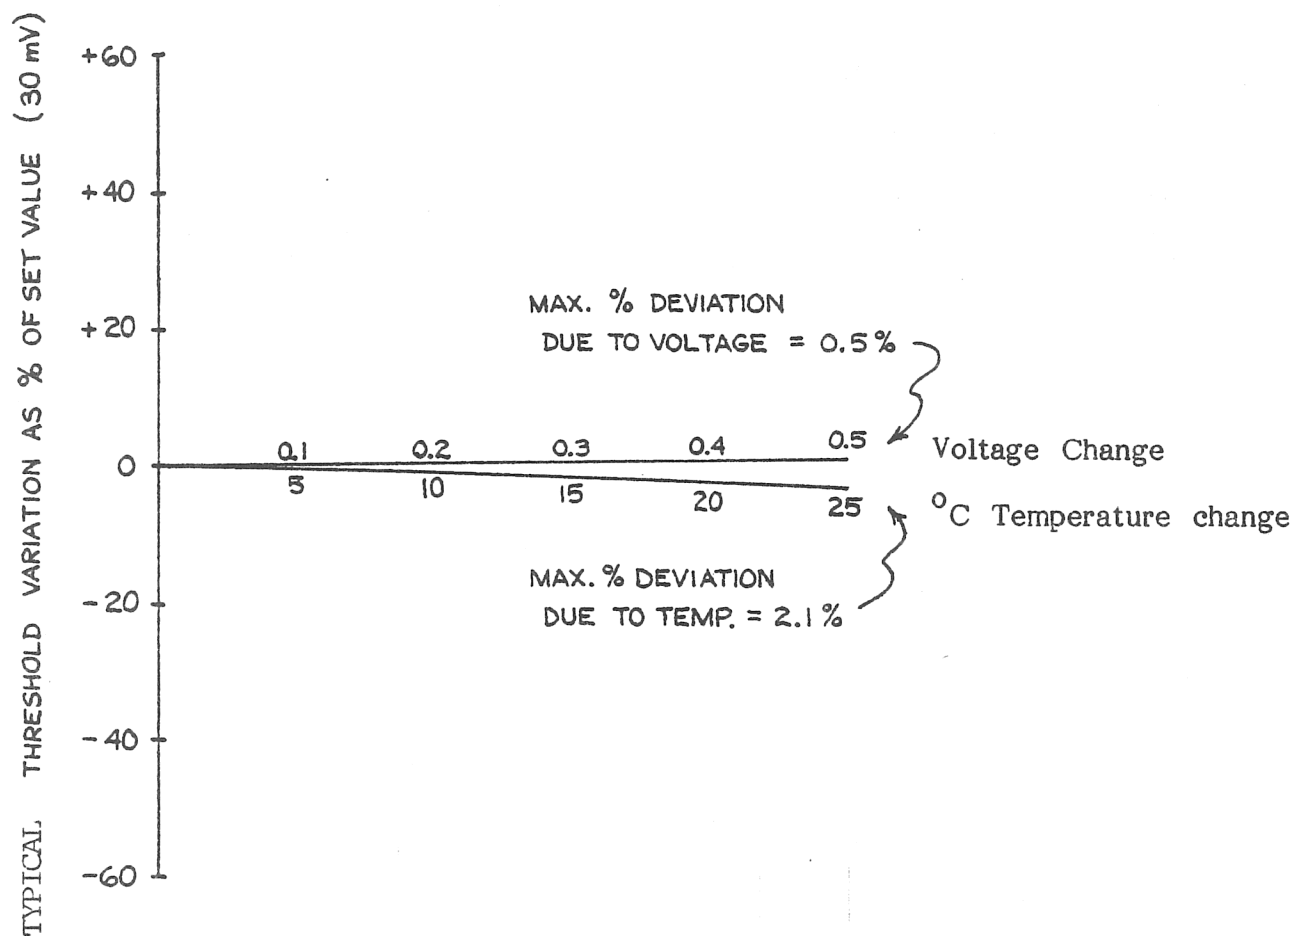 TYPICAL THRESHOLD VARIATION AS % OF SET VALUE (30 mV)
+60
+40
+20
0
-20
-40
-60
MAX. % DEVIATION
DUE TO VOLTAGE = 0.5%
0.1 0.2 0.3 0.4 0.5 Voltage Change
5 10 15 20 25 °C Temperature change
MAX. % DEVIATION
DUE TO TEMP. = 2.1%